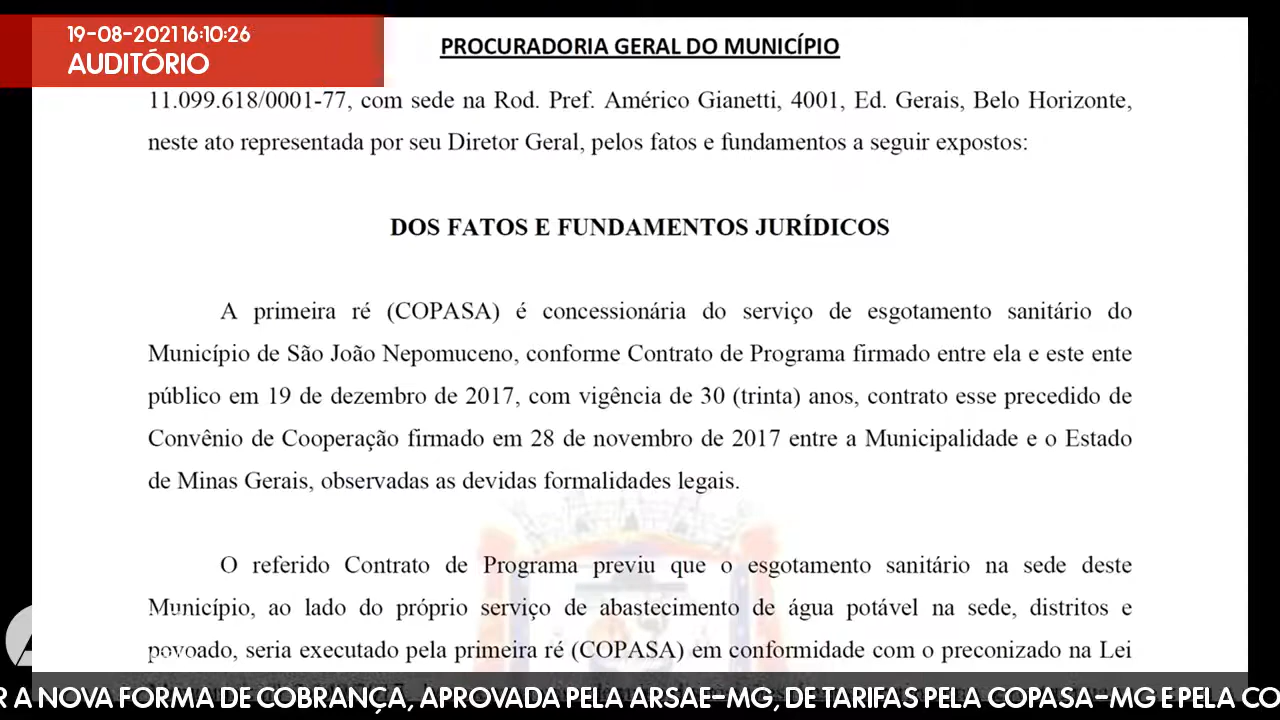 19-08-2021 16:10:26
AUDITÓRIO
PROCURADORIA GERAL DO MUNICÍPIO
11.099.618/0001-77, com sede na Rod. Pref. Américo Gianetti, 4001, Ed. Gerais, Belo Horizonte,
neste ato representada por seu Diretor Geral, pelos fatos e fundamentos a seguir expostos:
DOS FATOS E FUNDAMENTOS JURÍDICOS
A primeira ré (COPASA) é concessionária do serviço de esgotamento sanitário do
Município de São João Nepomuceno, conforme Contrato de Programa firmado entre ela e este ente
público em 19 de dezembro de 2017, com vigência de 30 (trinta) anos, contrato esse precedido de
Convênio de Cooperação firmado em 28 de novembro de 2017 entre a Municipalidade e o Estado
de Minas Gerais, observadas as devidas formalidades legais.
O referido Contrato de Programa previu que o esgotamento sanitário na sede deste
Município, ao lado do próprio serviço de abastecimento de água potável na sede, distritos e
povoado, seria executado pela primeira ré (COPASA) em conformidade com o preconizado na Lei
R A NOVA FORMA DE COBRANÇA, APROVADA PELA ARSAE-MG, DE TARIFAS PELA COPASA-MG E PELA CO